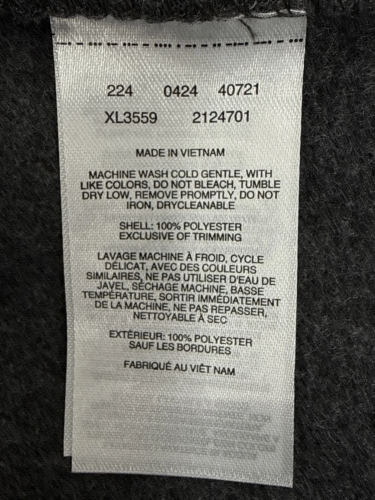 224 0424 40721
XL3559 2124701
MADE IN VIETNAM
MACHINE WASH COLD GENTLE, WITH
LIKE COLORS, DO NOT BLEACH, TUMBLE
DRY LOW, REMOVE PROMPTLY, DO NOT
IRON, DRYCLEANABLE
SHELL: 100% POLYESTER
EXCLUSIVE OF TRIMMING
LAVAGE MACHINE À FROID, CYCLE
DÉLICAT, AVEC DES COULEURS
SIMILAIRES, NE PAS UTILISER D'EAU DE
JAVEL, SÉCHAGE MACHINE, BASSE
TEMPÉRATURE, SORTIR IMMÉDIATEMENT
DE LA MACHINE, NE PAS REPASSER,
NETTOYABLE À SEC
EXTÉRIEUR: 100% POLYESTER
SAUF LES BORDURES
FABRIQUÉ AU VIÊT NAM